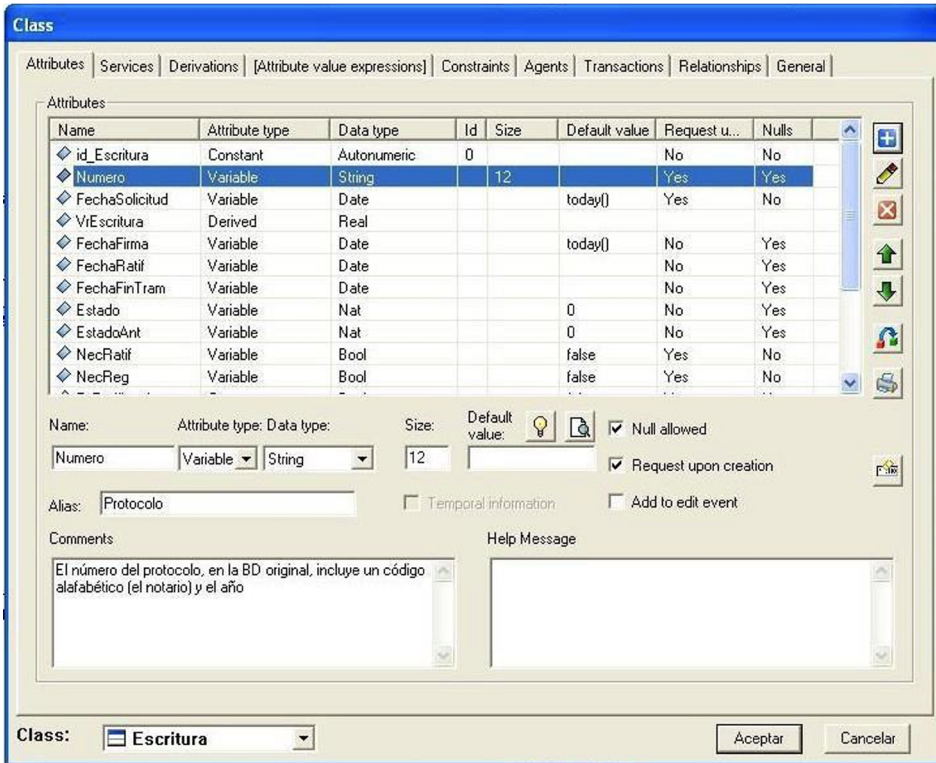 Class
Attributes Services Derivations [Attribute value expressions] Constraints Agents Transactions Relationships General
Attributes
Name Attribute type Data type Id Size Default value Request u... Nulls
id_Escritura Constant Autonumeric 0 No No
Numero Variable String 12 Yes Yes
FechaSolicitud Variable Date today() Yes No
VrEscritura Derived Real
FechaFirma Variable Date today() No Yes
FechaRatif Variable Date No Yes
FechaFinTram Variable Date No Yes
Estado Variable Nat 0 No Yes
EstadoAnt Variable Nat 0 No Yes
NecRatif Variable Bool false Yes No
NecReg Variable Bool false Yes No
Name: Attribute type: Data type: Size: Default value: Null allowed
Numero Variable String 12 Request upon creation
Alias: Protocolo Temporal information Add to edit event
Comments Help Message
El número del protocolo, en la BD original, incluye un código
alafabético (el notario) y el año
Class: Escritura Aceptar Cancelar